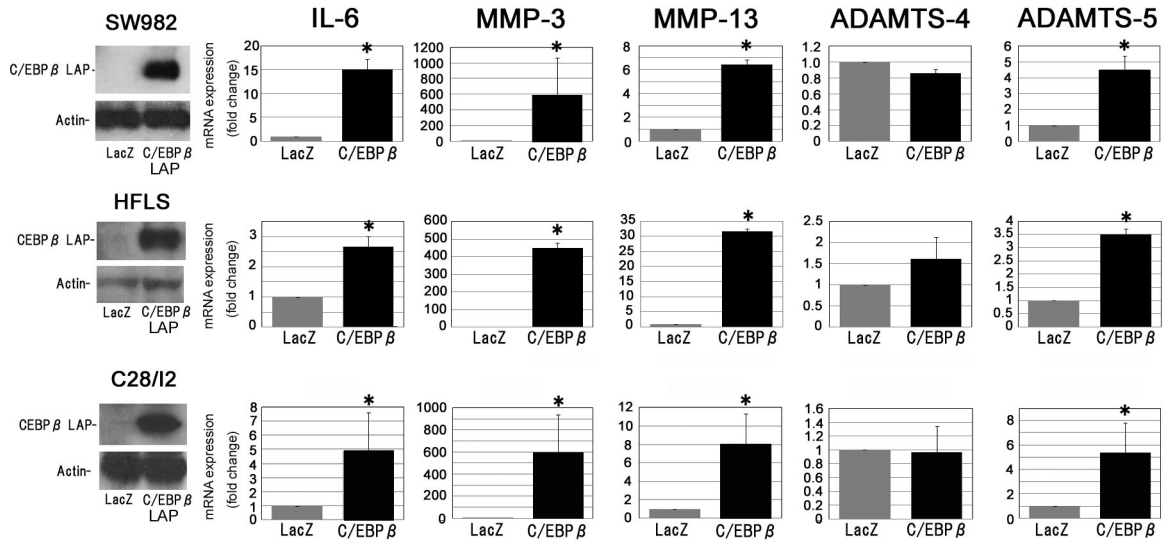 SW982
IL-6
MMP-3
MMP-13
ADAMTS-4
ADAMTS-5
C/EBPβ LAP-
Actin-
LacZ C/EBPβ
LAP
mRNA expression
(fold change)
20
15
10
5
0
*
LacZ C/EBPβ
1200
1000
800
600
400
200
0
*
LacZ C/EBPβ
8
6
4
2
0
*
LacZ C/EBPβ
1.2
1.0
0.8
0.6
0.4
0.2
0
LacZ C/EBPβ
6
5
4
3
2
1
0
*
LacZ C/EBPβ
HFLS
CEBPβ LAP-
Actin-
LacZ C/EBPβ
LAP
mRNA expression
(fold change)
3
2
1
0
*
LacZ C/EBPβ
600
500
400
300
200
100
0
*
LacZ C/EBPβ
35
30
25
20
15
10
5
0
*
LacZ C/EBPβ
2.5
2
1.5
1
0.5
0
LacZ C/EBPβ
4
3.5
3
2.5
2
1.5
1
0.5
0
*
LacZ C/EBPβ
C28/I2
CEBPβ LAP-
Actin-
LacZ C/EBPβ
LAP
mRNA expression
(fold change)
8
7
6
5
4
3
2
1
0
*
LacZ C/EBPβ
1000
800
600
400
200
0
*
LacZ C/EBPβ
12
10
8
6
4
2
0
*
LacZ C/EBPβ
1.6
1.4
1.2
1
0.8
0.6
0.4
0.2
0
LacZ C/EBPβ
8
6
4
2
0
*
LacZ C/EBPβ